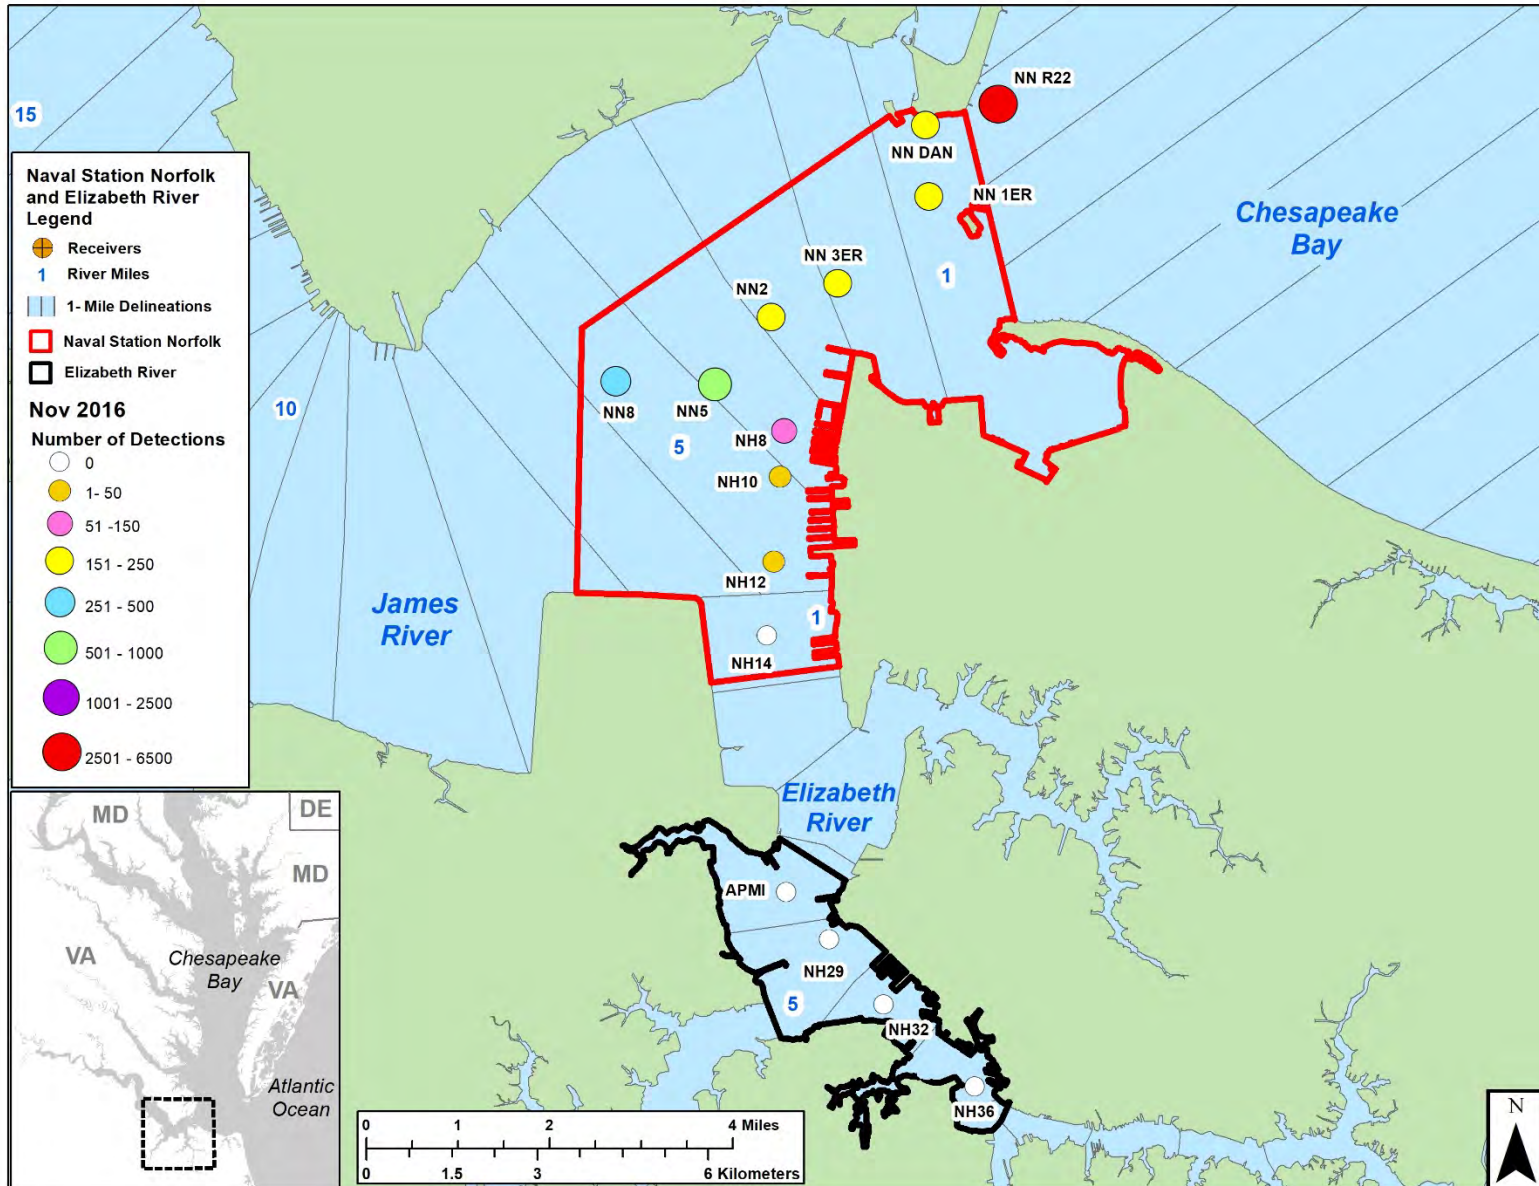 15
NN R22
NN DAN
NN 1ER
Chesapeake
Bay
1
NN 3ER
NN2
NN8
NN5
NH8
5
NH10
NH12
1
NH14
10
James
River
Elizabeth
River
APMI
NH29
5
NH32
NH36
Naval Station Norfolk
and Elizabeth River
Legend
Receivers
1 River Miles
1- Mile Delineations
Naval Station Norfolk
Elizabeth River
Nov 2016
Number of Detections
0
1- 50
51 -150
151 - 250
251 - 500
501 - 1000
1001 - 2500
2501 - 6500
MD
DE
MD
VA
Chesapeake
Bay
VA
Atlantic
Ocean
0 1 2 4 Miles
0 1.5 3 6 Kilometers
N